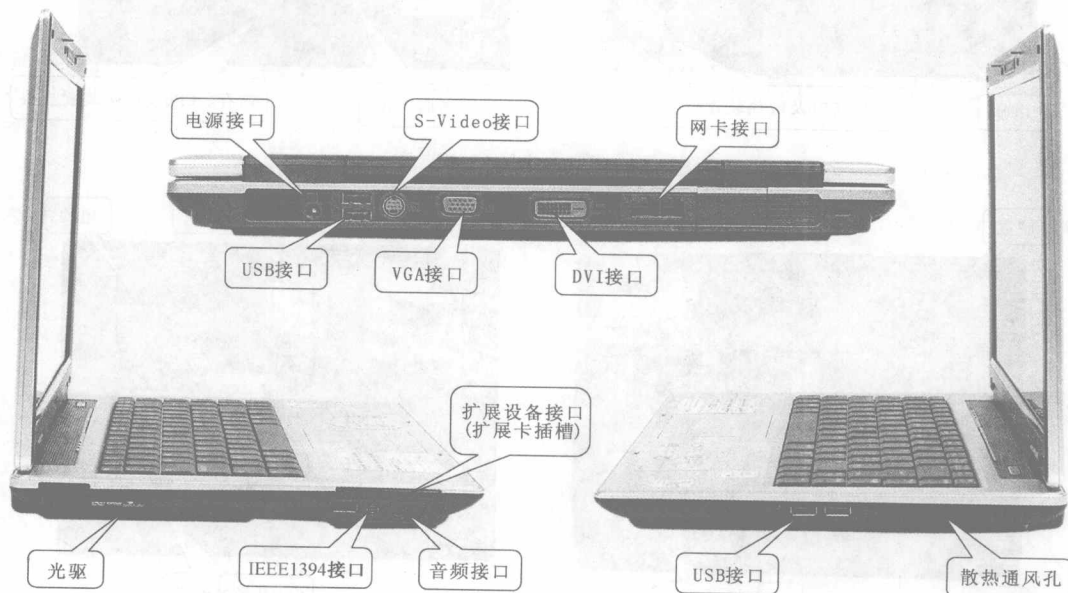 电源接口
S-Video接口
网卡接口
USB接口
VGA接口
DVI接口
扩展设备接口
(扩展卡插槽)
光驱
IEEE1394接口
音频接口
USB接口
散热通风孔